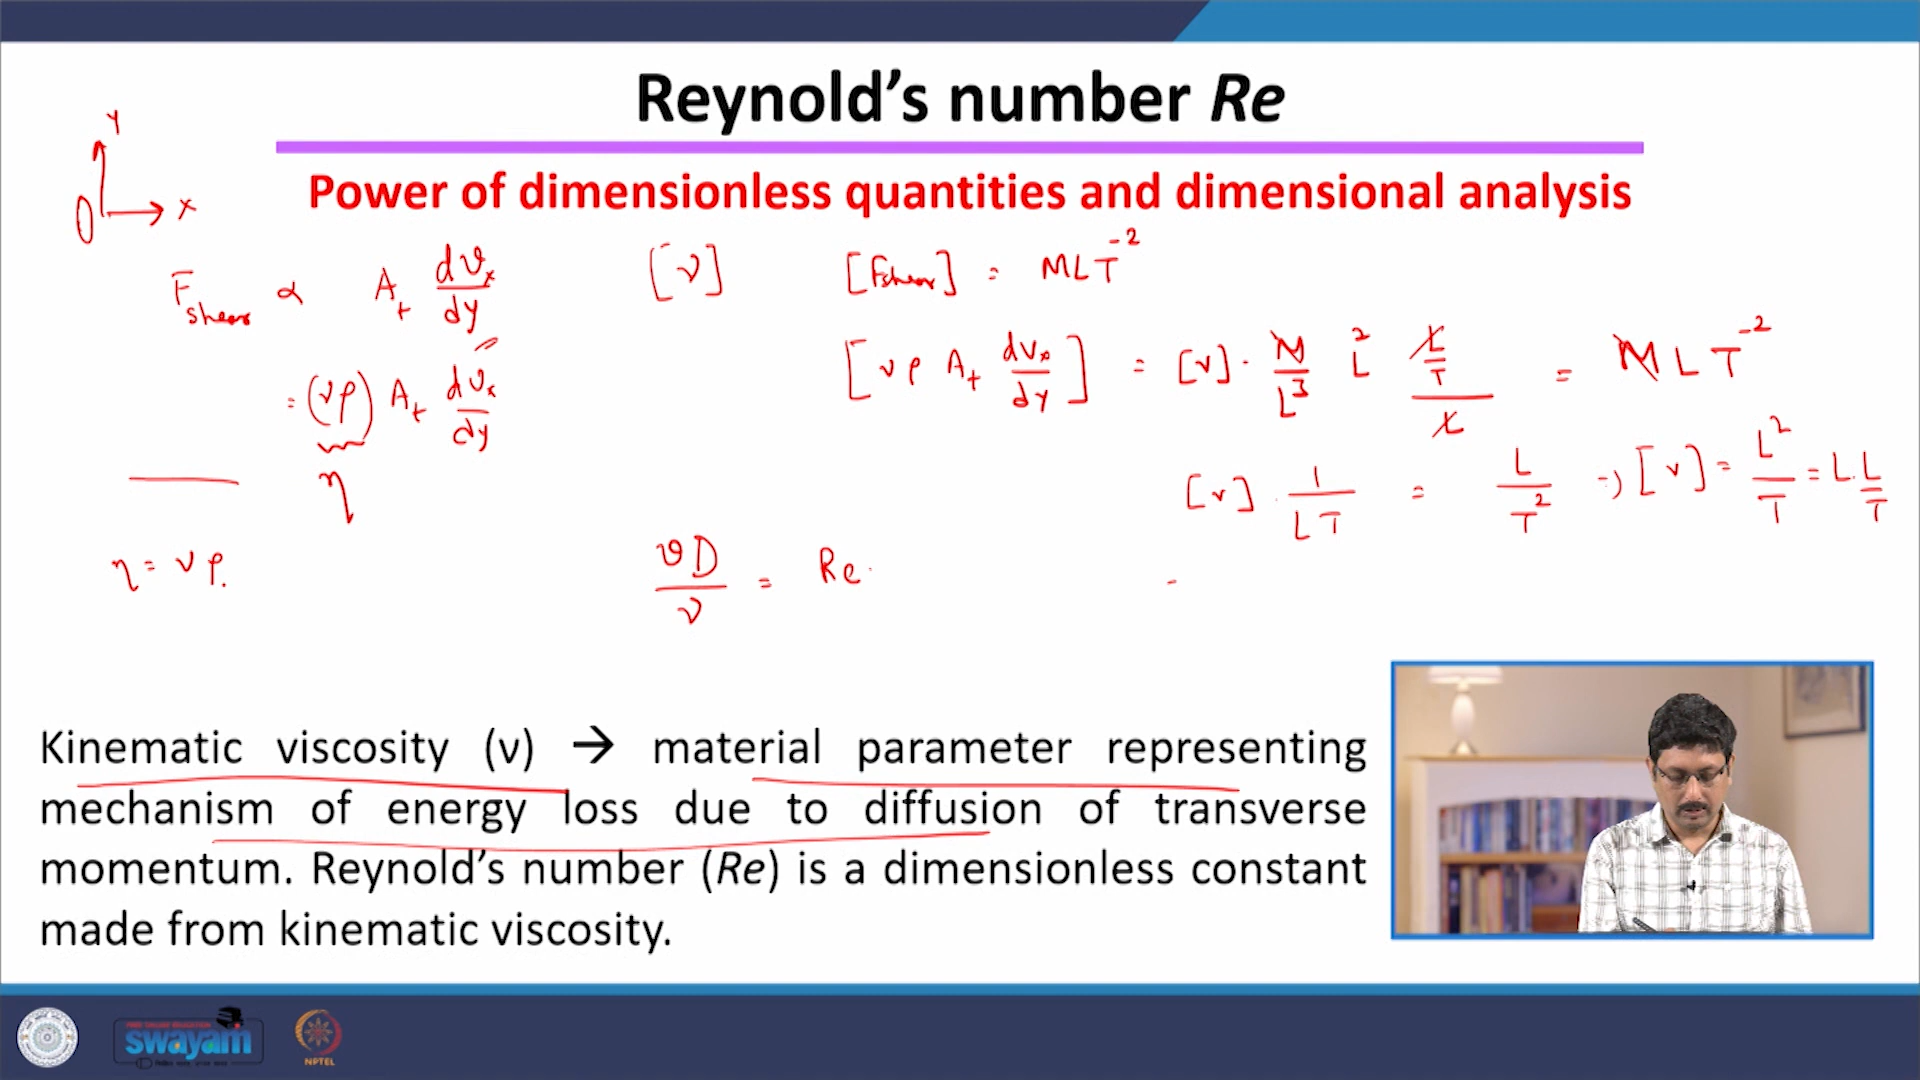 Reynold’s number Re
Power of dimensionless quantities and dimensional analysis
Y
O
x
F shear ∝ A_t dv_x/dy
[ν]
[F shear] = MLT^-2
= (νρ) A_t dv_x/dy
η
[ν ρ A_t dv_x/dy] = [ν] · M/L^3 L^2 (L/T)/L = MLT^-2
[ν] · 1/LT = L/T^2 ⇒ [ν] = L^2/T = L · L/T
η = νρ.
vD/ν = Re.
=
Kinematic viscosity (ν) → material parameter representing
mechanism of energy loss due to diffusion of transverse
momentum. Reynold’s number (Re) is a dimensionless constant
made from kinematic viscosity.
swayam
NPTEL